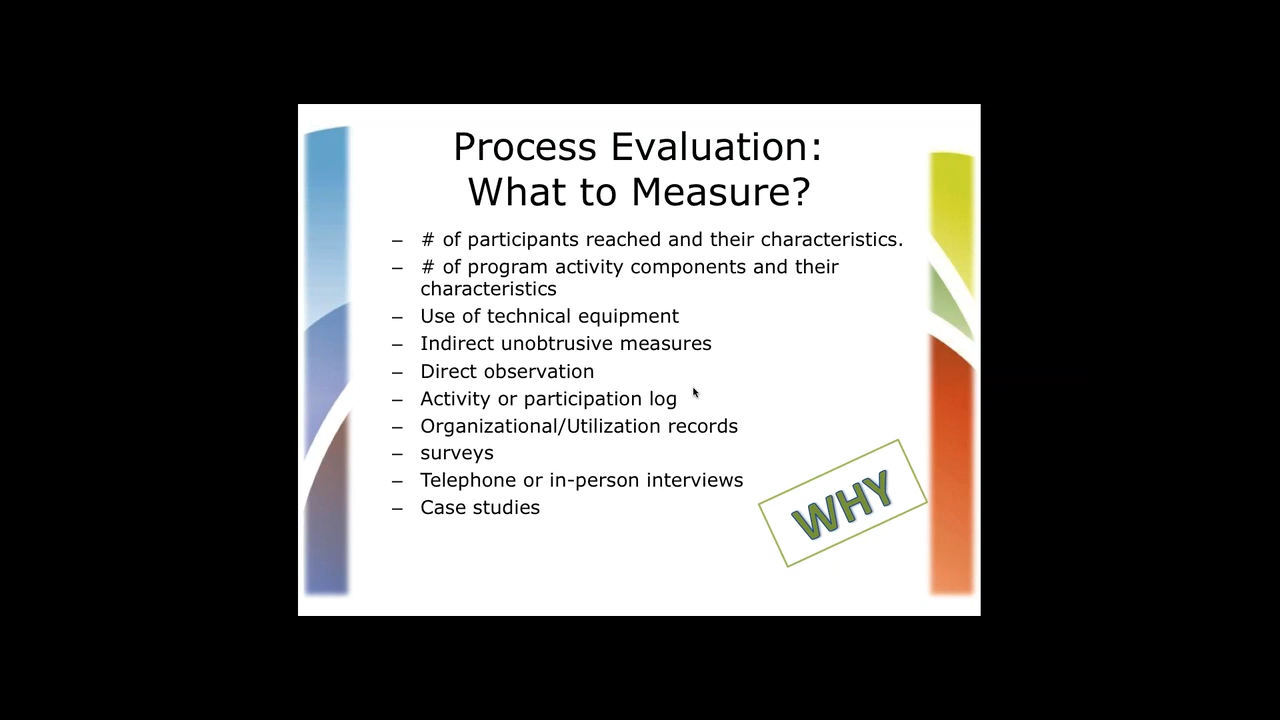 Process Evaluation:
What to Measure?
– # of participants reached and their characteristics.
– # of program activity components and their
characteristics
– Use of technical equipment
– Indirect unobtrusive measures
– Direct observation
– Activity or participation log
– Organizational/Utilization records
– surveys
– Telephone or in-person interviews
– Case studies
WHY